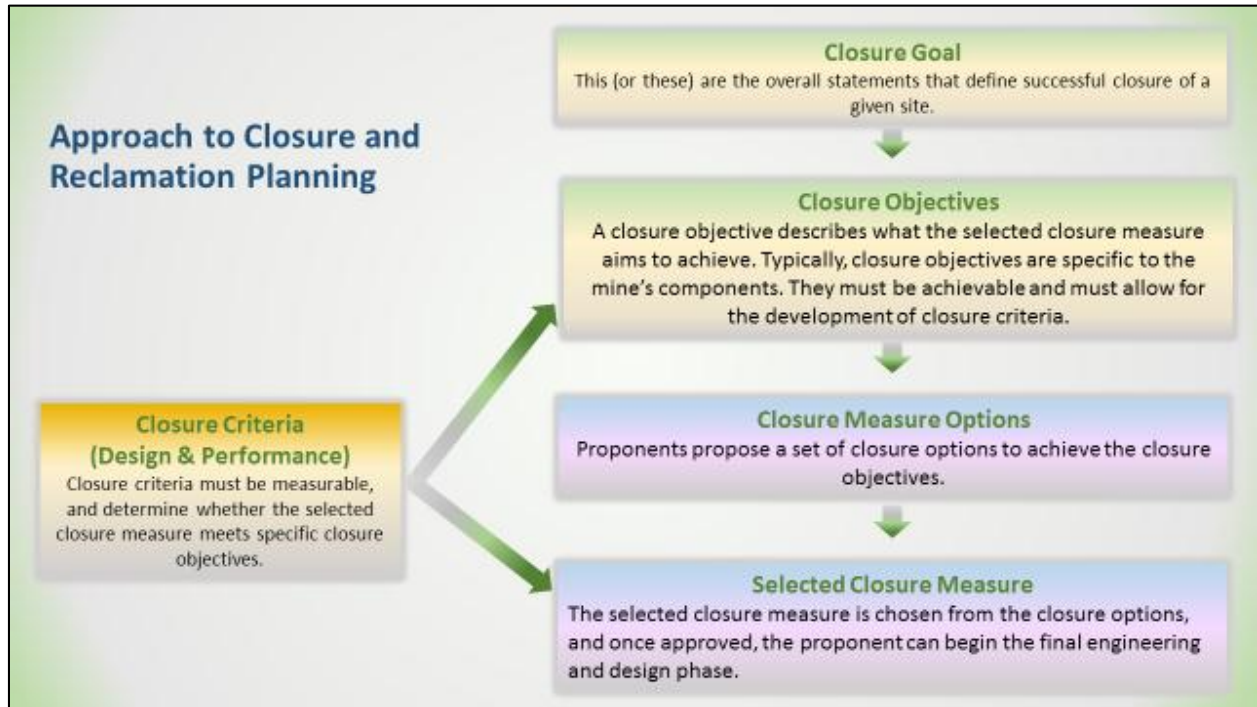 Approach to Closure and
Reclamation Planning
Closure Goal
This (or these) are the overall statements that define successful closure of a
given site.
Closure Objectives
A closure objective describes what the selected closure measure
aims to achieve. Typically, closure objectives are specific to the
mine's components. They must be achievable and must allow for
the development of closure criteria.
Closure Criteria
(Design & Performance)
Closure criteria must be measurable,
and determine whether the selected
closure measure meets specific closure
objectives.
Closure Measure Options
Proponents propose a set of closure options to achieve the closure
objectives.
Selected Closure Measure
The selected closure measure is chosen from the closure options,
and once approved, the proponent can begin the final engineering
and design phase.